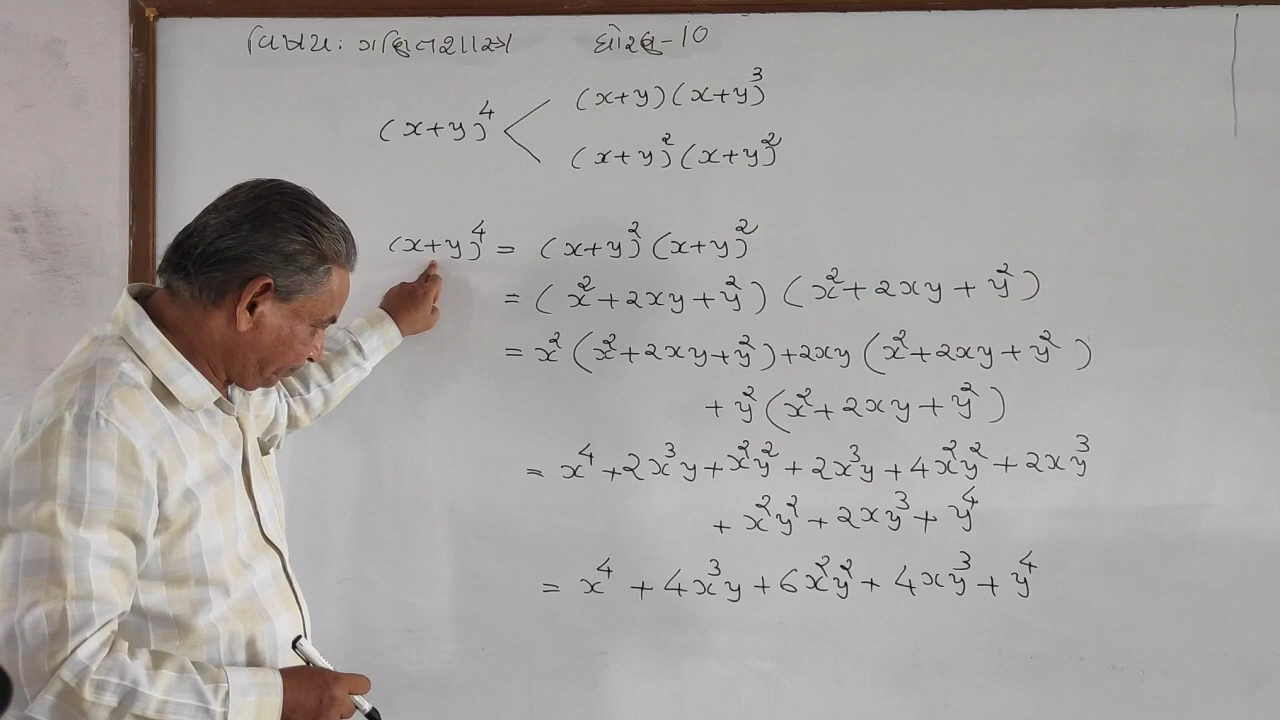 વિષય: ગણિતશાસ્ત્ર ધોરણ-10
(x+y)⁴ < (x+y)(x+y)³
(x+y)²(x+y)²
(x+y)⁴ = (x+y)²(x+y)²
= (x²+2xy+y²) (x²+2xy+y²)
= x²(x²+2xy+y²)+2xy(x²+2xy+y²)
+ y²(x²+2xy+y²)
= x⁴+2x³y+x²y²+2x³y+4x²y²+2xy³
+ x²y²+2xy³+y⁴
= x⁴+4x³y+6x²y²+4xy³+y⁴